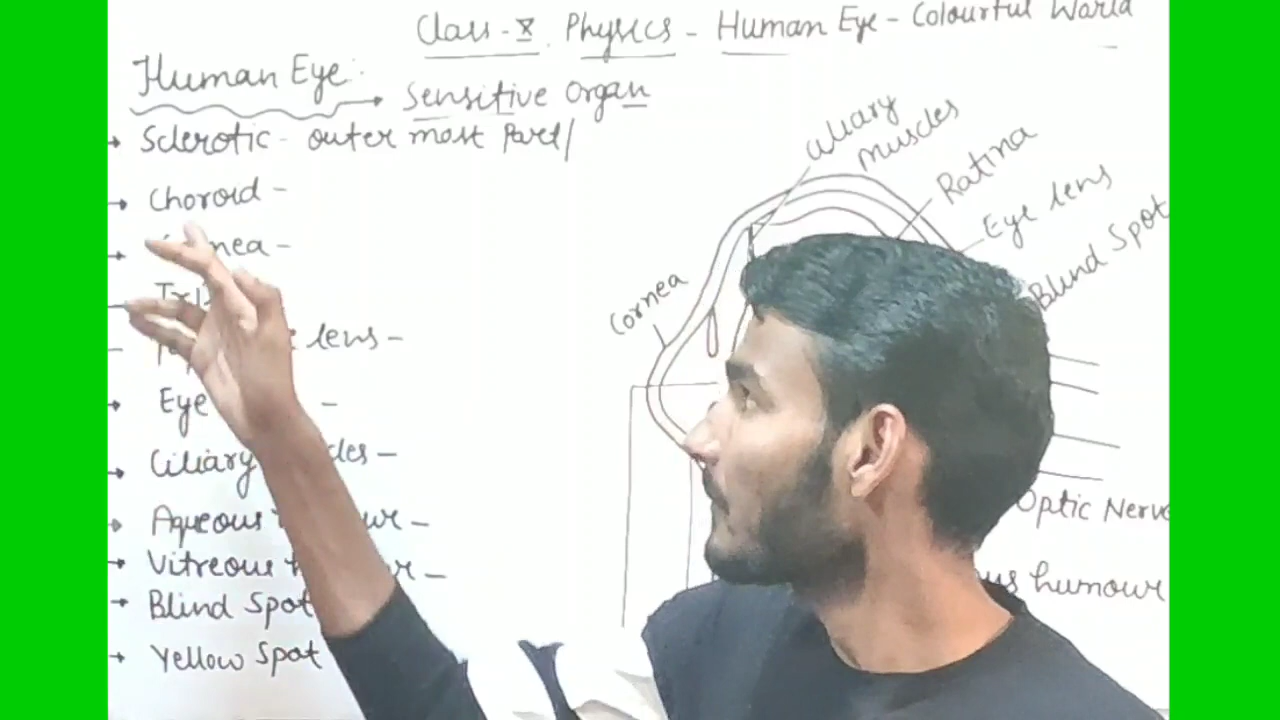 Class - X. Physics - Human Eye - Colourful World
Human Eye:
Sensitive Organ
Sclerotic - outer most Part/
Choroid -
lens -
Eye -
Ciliary -
Aqueous -
Vitreous -
Blind Spot
Yellow Spot
muscles
Ratina
Eye lens
Blind Spot
Cornea
Optic Nerve
humour